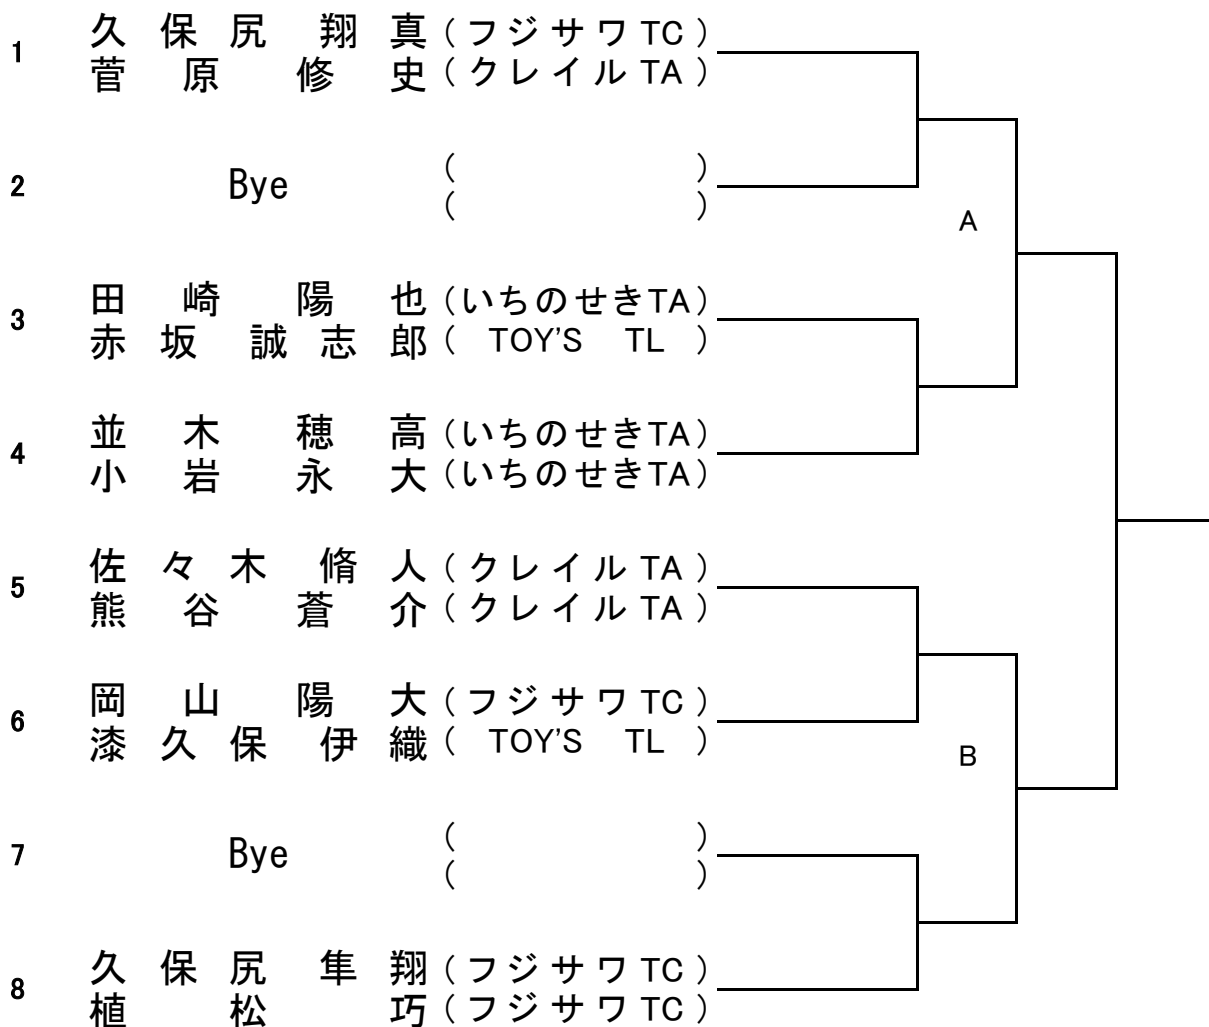 1
久保尻 翔真(フジサワTC)
菅原 修史(クレイルTA)
2
Bye ( )
( )
A
3
田崎 陽也(いちのせきTA)
赤坂 誠志郎( TOY'S TL )
4
並木 穂高(いちのせきTA)
小岩 永大(いちのせきTA)
5
佐々木 脩人(クレイルTA)
熊谷 蒼介(クレイルTA)
6
岡山 陽大(フジサワTC)
漆久保 伊織( TOY'S TL )
B
7
Bye ( )
( )
8
久保尻 隼翔(フジサワTC)
植松 巧(フジサワTC)